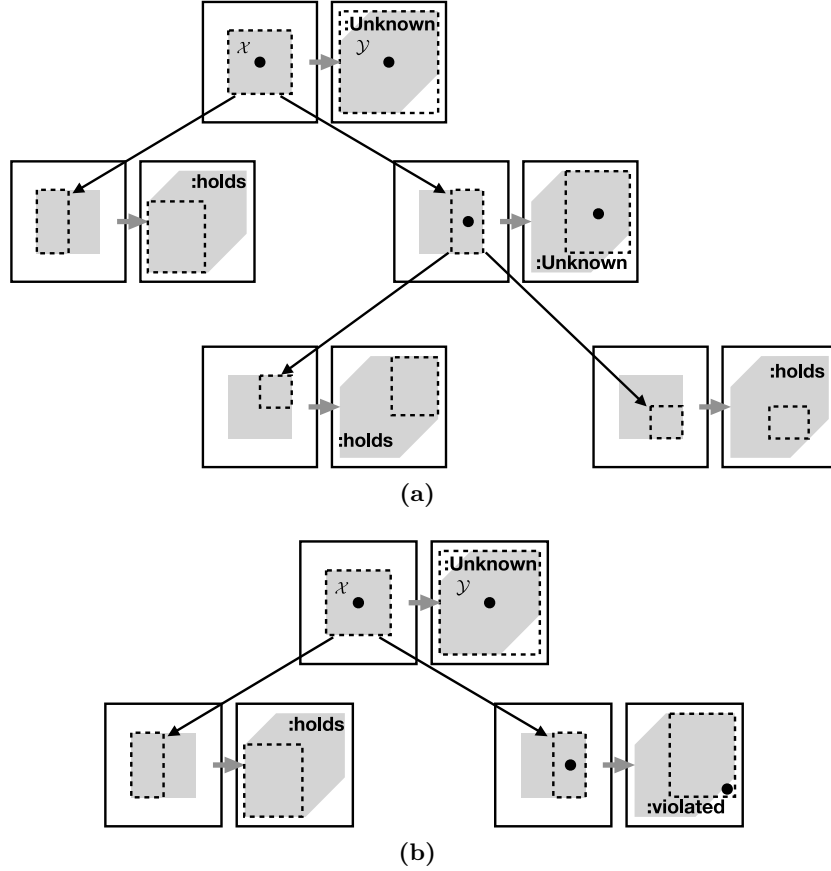 :Unknown
𝒳
𝒴
:holds
:Unknown
:holds
:holds
(a)
:Unknown
𝒳
𝒴
:holds
:violated
(b)